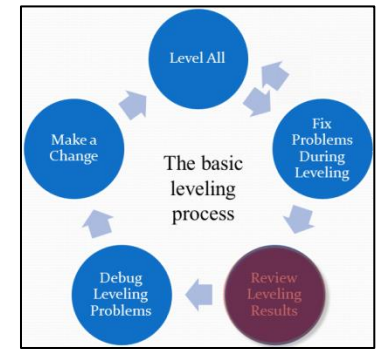 Level All
Fix
Problems
During
Leveling
Review
Leveling
Results
Debug
Leveling
Problems
Make a
Change
The basic
leveling
process